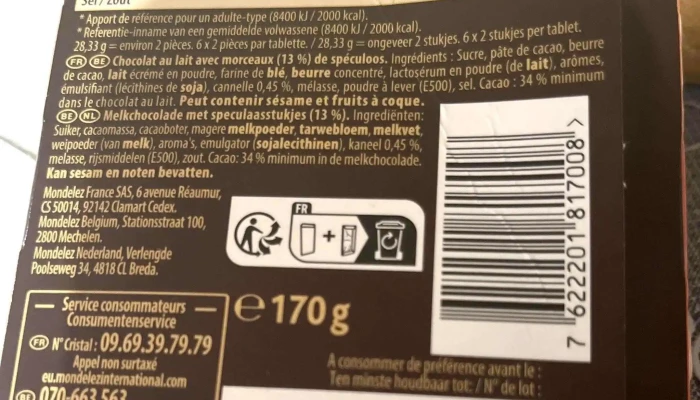 Sel / Zout
* Apport de référence pour un adulte-type (8400 kJ / 2000 kcal).
* Referentie-inname van een gemiddelde volwassene (8400 kJ / 2000 kcal).
28,33 g = environ 2 pièces. 6 x 2 pièces par tablette. / 28,33 g = ongeveer 2 stukjes. 6 x 2 stukjes per tablet.
FR BE Chocolat au lait avec morceaux (13 %) de spéculoos. Ingrédients : Sucre, pâte de cacao, beurre
de cacao, lait écrémé en poudre, farine de blé, beurre concentré, lactosérum en poudre (de lait), arômes,
émulsifiant (lécithines de soja), cannelle 0,45 %, mélasse, poudre à lever (E500), sel. Cacao : 34 % minimum
dans le chocolat au lait. Peut contenir sésame et fruits à coque.
BE NL Melkchocolade met speculaasstukjes (13 %). Ingrediënten:
Suiker, cacaomassa, cacaoboter, magere melkpoeder, tarwebloem, melkvet,
weipoeder (van melk), aroma's, emulgator (sojalecithinen), kaneel 0,45 %,
melasse, rijsmiddelen (E500), zout. Cacao: 34 % minimum in de melkchocolade.
Kan sesam en noten bevatten.
Mondelez France SAS, 6 avenue Réaumur,
CS 50014, 92142 Clamart Cedex.
Mondelez Belgium, Stationsstraat 100,
2800 Mechelen.
Mondelez Nederland, Verlengde
Poolseweg 34, 4818 CL Breda.
FR
+
Service consommateurs
Consumentenservice
FR N° Cristal : 09.69.39.79.79
Appel non surtaxé
eu.mondelezinternational.com
BE 070-663 563
e 170 g
7 622201 817008 >
A consommer de préférence avant le :
Ten minste houdbaar tot: / N° de lot :